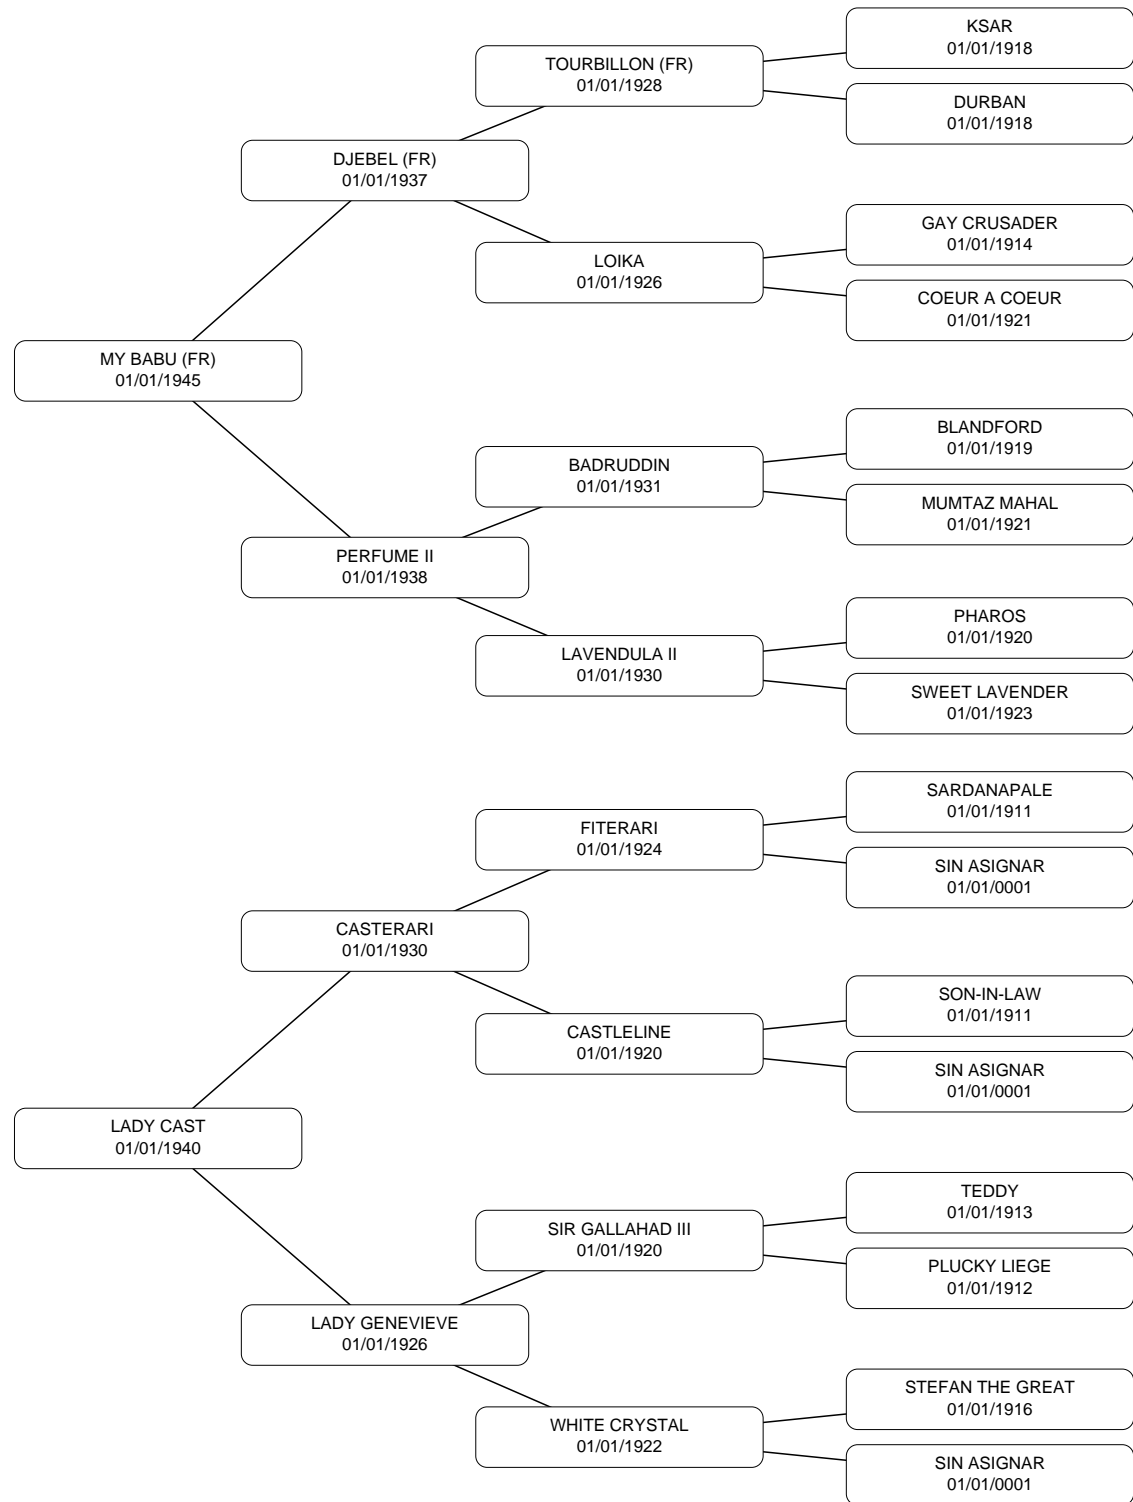 KSAR
01/01/1918
TOURBILLON (FR)
01/01/1928
DURBAN
01/01/1918
DJEBEL (FR)
01/01/1937
GAY CRUSADER
01/01/1914
LOIKA
01/01/1926
COEUR A COEUR
01/01/1921
MY BABU (FR)
01/01/1945
BLANDFORD
01/01/1919
BADRUDDIN
01/01/1931
MUMTAZ MAHAL
01/01/1921
PERFUME II
01/01/1938
PHAROS
01/01/1920
LAVENDULA II
01/01/1930
SWEET LAVENDER
01/01/1923
SARDANAPALE
01/01/1911
FITERARI
01/01/1924
SIN ASIGNAR
01/01/0001
CASTERARI
01/01/1930
SON-IN-LAW
01/01/1911
CASTLELINE
01/01/1920
SIN ASIGNAR
01/01/0001
LADY CAST
01/01/1940
TEDDY
01/01/1913
SIR GALLAHAD III
01/01/1920
PLUCKY LIEGE
01/01/1912
LADY GENEVIEVE
01/01/1926
STEFAN THE GREAT
01/01/1916
WHITE CRYSTAL
01/01/1922
SIN ASIGNAR
01/01/0001